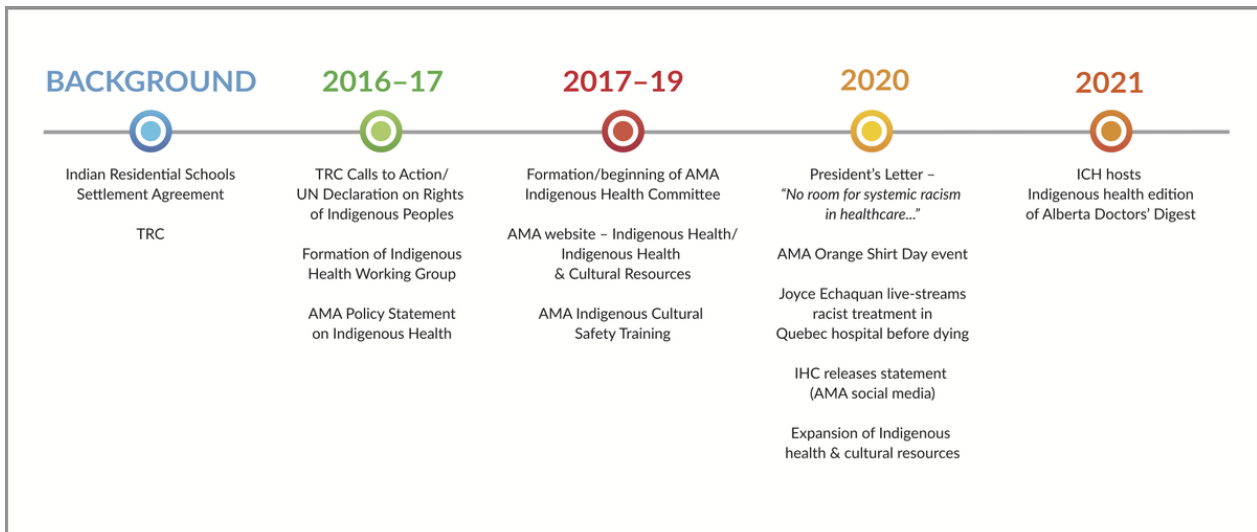 BACKGROUND
Indian Residential Schools
Settlement Agreement
TRC
2016–17
TRC Calls to Action/
UN Declaration on Rights
of Indigenous Peoples
Formation of Indigenous
Health Working Group
AMA Policy Statement
on Indigenous Health
2017–19
Formation/beginning of AMA
Indigenous Health Committee
AMA website – Indigenous Health/
Indigenous Health
& Cultural Resources
AMA Indigenous Cultural
Safety Training
2020
President's Letter –
“No room for systemic racism
in healthcare...”
AMA Orange Shirt Day event
Joyce Echaquan live-streams
racist treatment in
Quebec hospital before dying
IHC releases statement
(AMA social media)
Expansion of Indigenous
health & cultural resources
2021
ICH hosts
Indigenous health edition
of Alberta Doctors' Digest